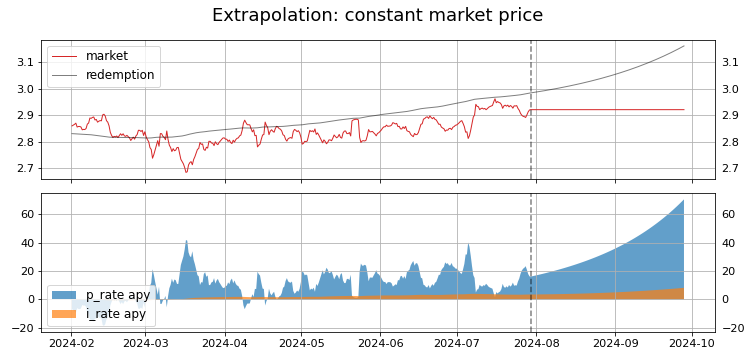 Extrapolation: constant market price
market
redemption
3.1 3.1
3.0 3.0
2.9 2.9
2.8 2.8
2.7 2.7
60 60
40 40
20 20
0 0
−20 −20
p_rate apy
i_rate apy
2024-02 2024-03 2024-04 2024-05 2024-06 2024-07 2024-08 2024-09 2024-10